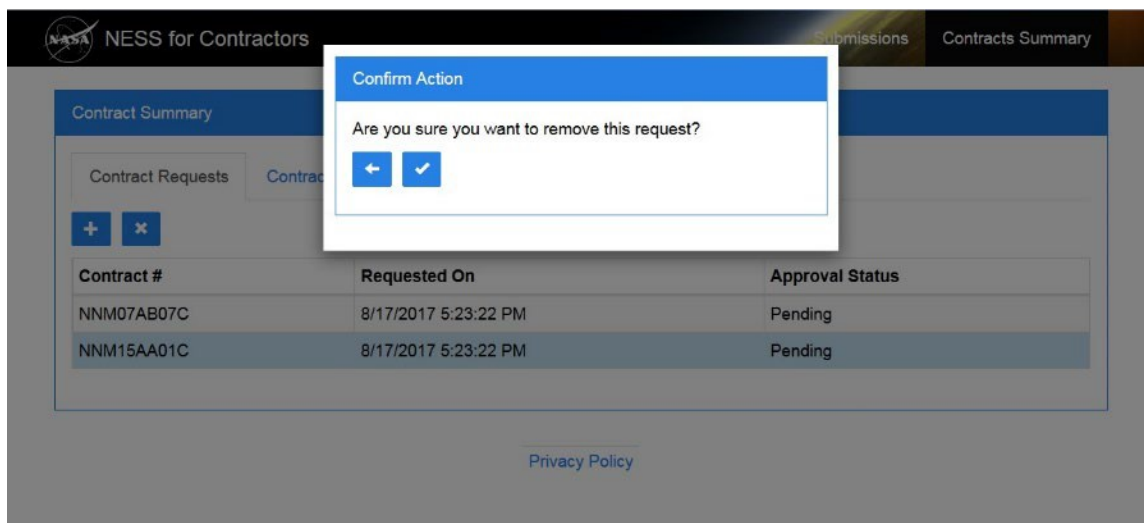 NASA NESS for Contractors Submissions Contracts Summary
Confirm Action
Contract Summary
Are you sure you want to remove this request?
Contract Requests Contrac
Contract # Requested On Approval Status
NNM07AB07C 8/17/2017 5:23:22 PM Pending
NNM15AA01C 8/17/2017 5:23:22 PM Pending
Privacy Policy